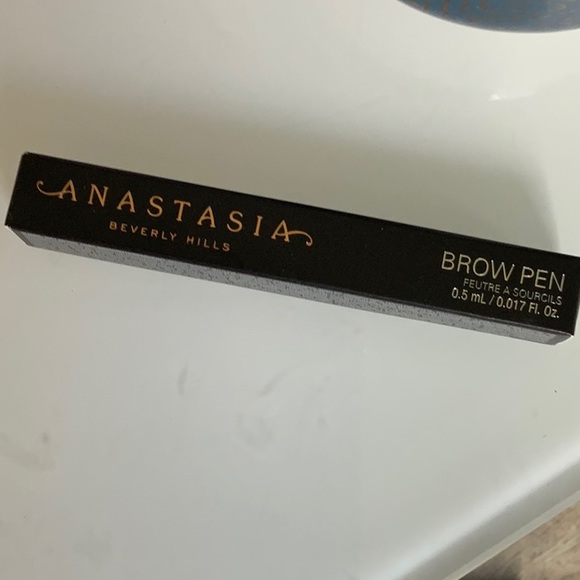 ANASTASIA
BEVERLY HILLS
BROW PEN
FEUTRE A SOURCILS
0.5 mL / 0.017 Fl. Oz.